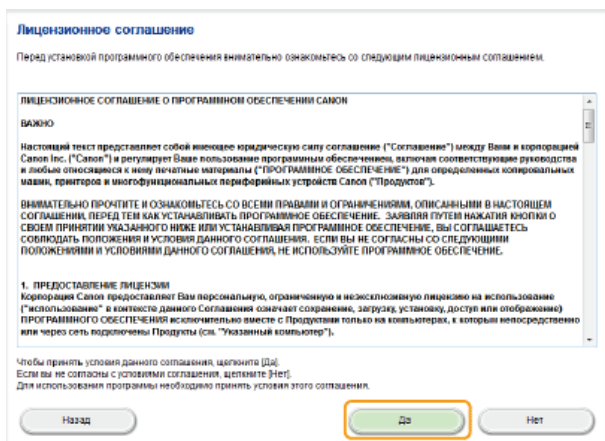 Лицензионное соглашение
Перед установкой программного обеспечения внимательно ознакомьтесь со следующим лицензионным соглашением.
ЛИЦЕНЗИОННОЕ СОГЛАШЕНИЕ О ПРОГРАММНОМ ОБЕСПЕЧЕНИИ CANON
ВАЖНО
Настоящий текст представляет собой имеющее юридическую силу соглашение ("Соглашение") между Вами и корпорацией
Canon Inc. ("Canon") и регулирует Ваше пользование программным обеспечением, включая соответствующие руководства
и любые относящиеся к нему печатные материалы ("ПРОГРАММНОЕ ОБЕСПЕЧЕНИЕ") для определенных копировальных
машин, принтеров и многофункциональных периферийных устройств Canon ("Продуктов").
ВНИМАТЕЛЬНО ПРОЧТИТЕ И ОЗНАКОМЬТЕСЬ СО ВСЕМИ ПРАВАМИ И ОГРАНИЧЕНИЯМИ, ОПИСАННЫМИ В НАСТОЯЩЕМ
СОГЛАШЕНИИ, ПЕРЕД ТЕМ КАК УСТАНАВЛИВАТЬ ПРОГРАММНОЕ ОБЕСПЕЧЕНИЕ. ЗАЯВЛЯЯ ПУТЕМ НАЖАТИЯ КНОПКИ О
СВОЕМ ПРИНЯТИИ УКАЗАННОГО НИЖЕ ИЛИ УСТАНАВЛИВАЯ ПРОГРАММНОЕ ОБЕСПЕЧЕНИЕ, ВЫ СОГЛАШАЕТЕСЬ
СОБЛЮДАТЬ ПОЛОЖЕНИЯ И УСЛОВИЯ ДАННОГО СОГЛАШЕНИЯ. ЕСЛИ ВЫ НЕ СОГЛАСНЫ СО СЛЕДУЮЩИМИ
ПОЛОЖЕНИЯМИ И УСЛОВИЯМИ ДАННОГО СОГЛАШЕНИЯ, НЕ ИСПОЛЬЗУЙТЕ ПРОГРАММНОЕ ОБЕСПЕЧЕНИЕ.
1. ПРЕДОСТАВЛЕНИЕ ЛИЦЕНЗИИ
Корпорация Canon предоставляет Вам персональную, ограниченную и неэксклюзивную лицензию на использование
("использование" в контексте данного Соглашения означает сохранение, загрузку, установку, доступ или отображение)
ПРОГРАММНОГО ОБЕСПЕЧЕНИЯ исключительно вместе с Продуктами только на компьютерах, к которым непосредственно
или через сеть подключены Продукты (см. "Указанный компьютер").
Чтобы принять условия данного соглашения, щелкните [Да].
Если вы не согласны с условиями соглашения, щелкните [Нет].
Для использования программы необходимо принять условия этого соглашения.
Назад Да Нет